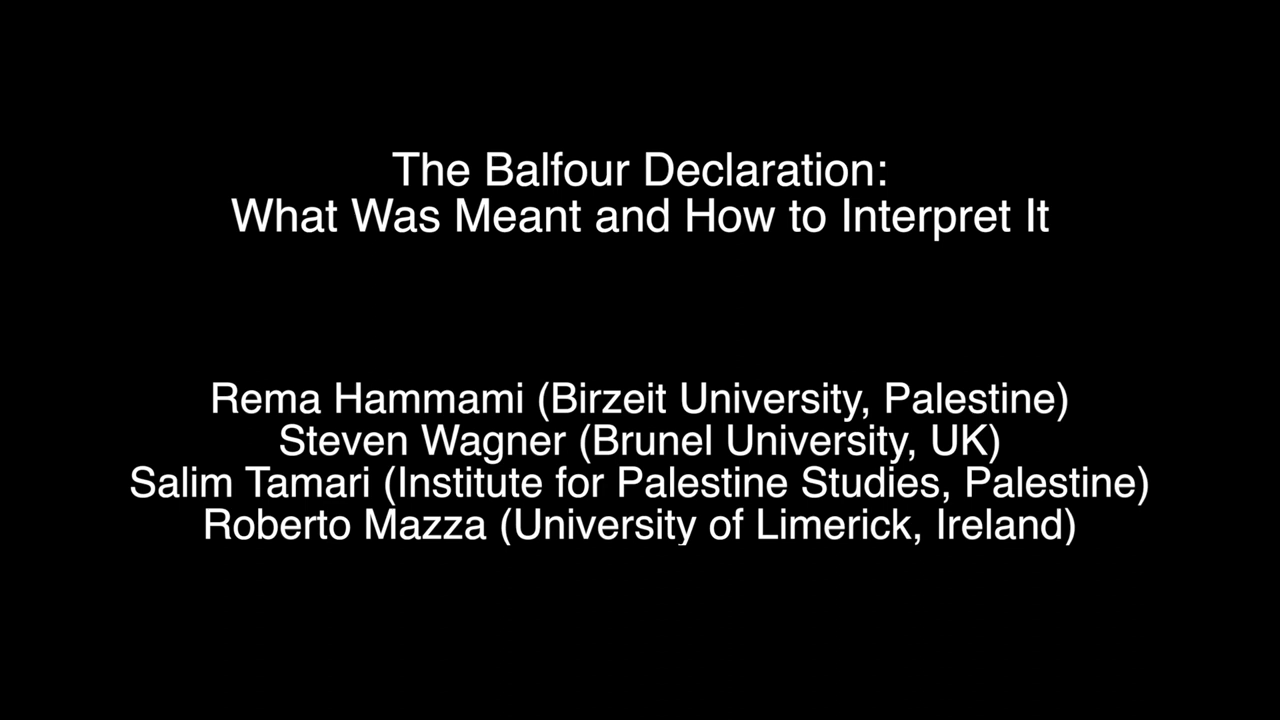 The Balfour Declaration:
What Was Meant and How to Interpret It
Rema Hammami (Birzeit University, Palestine)
Steven Wagner (Brunel University, UK)
Salim Tamari (Institute for Palestine Studies, Palestine)
Roberto Mazza (University of Limerick, Ireland)